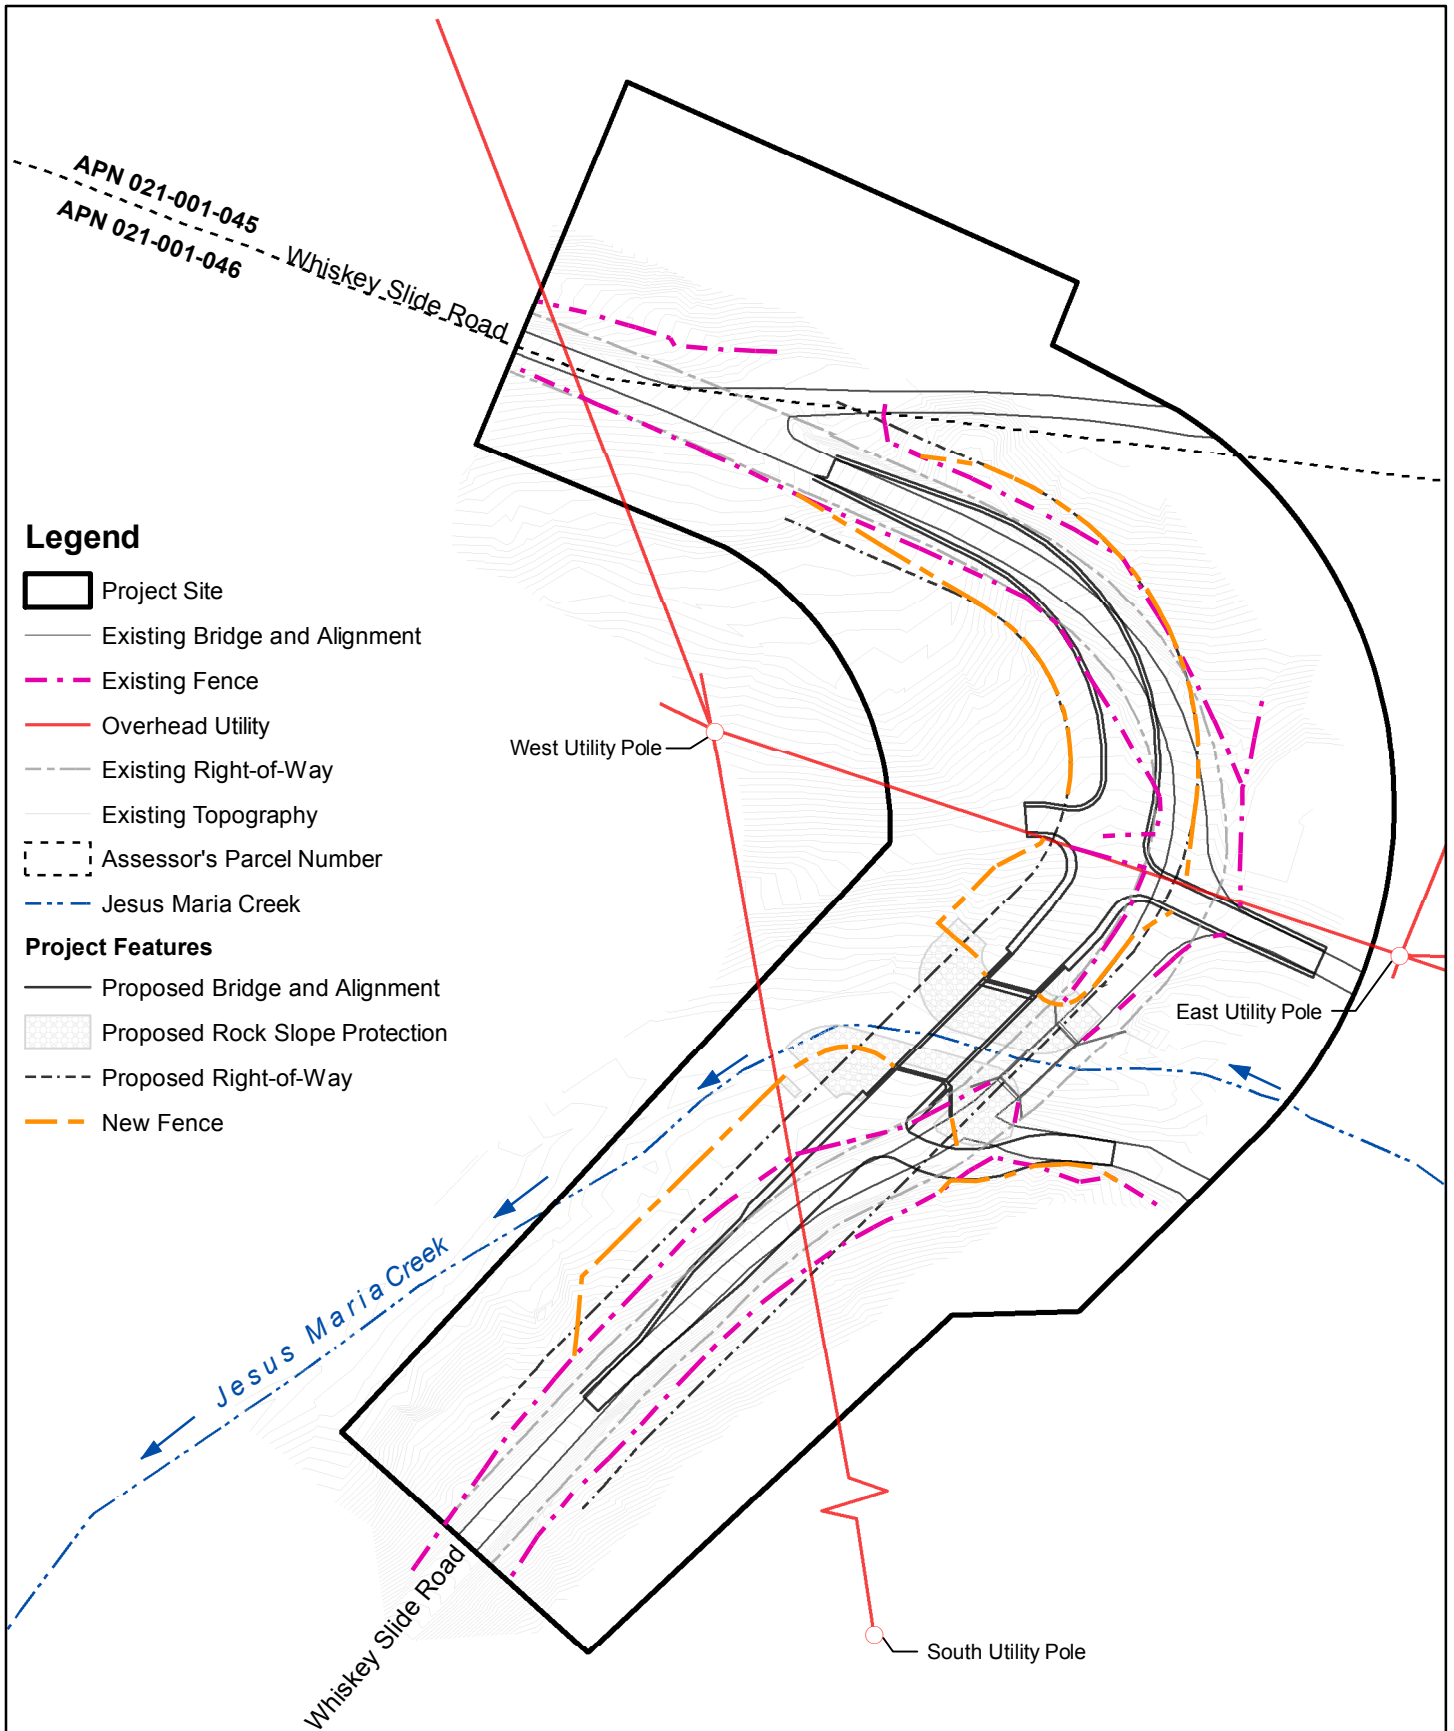 APN 021-001-045
APN 021-001-046
Whiskey Slide Road
Legend
Project Site
Existing Bridge and Alignment
Existing Fence
Overhead Utility
Existing Right-of-Way
Existing Topography
Assessor's Parcel Number
Jesus Maria Creek
Project Features
Proposed Bridge and Alignment
Proposed Rock Slope Protection
Proposed Right-of-Way
New Fence
West Utility Pole
East Utility Pole
Jesus Maria Creek
Whiskey Slide Road
South Utility Pole